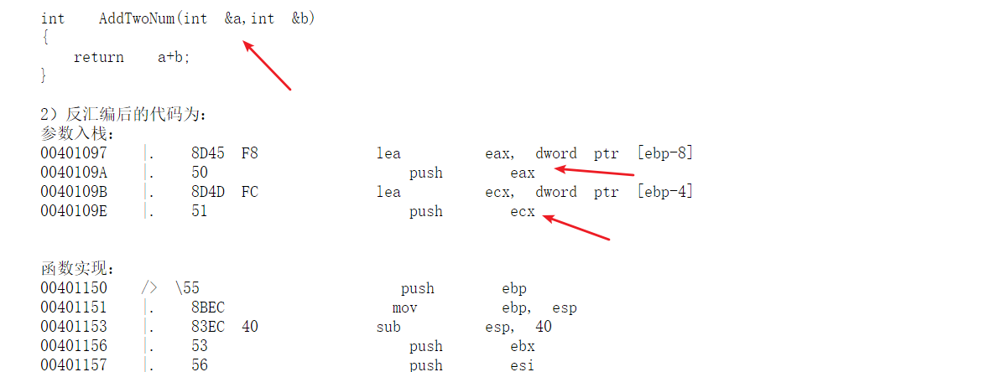 int    AddTwoNum(int  &a,int  &b)
{
    return    a+b;
}
2）反汇编后的代码为：
参数入栈：
00401097    |.    8D45  F8              lea          eax,  dword  ptr  [ebp-8]
0040109A    |.    50                        push        eax
0040109B    |.    8D4D  FC              lea          ecx,  dword  ptr  [ebp-4]
0040109E    |.    51                        push        ecx
函数实现：
00401150    />  \55                        push        ebp
00401151    |.    8BEC                    mov          ebp,  esp
00401153    |.    83EC  40              sub          esp,  40
00401156    |.    53                        push        ebx
00401157    |.    56                        push        esi